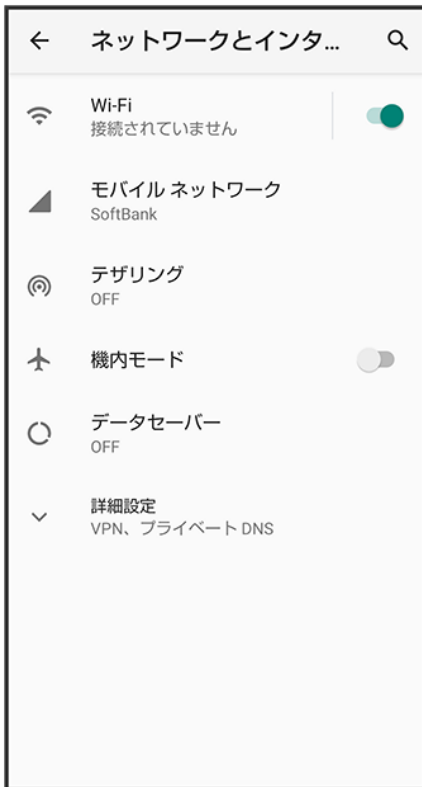 ネットワークとインタ...
Wi-Fi
接続されていません
モバイル ネットワーク
SoftBank
テザリング
OFF
機内モード
データセーバー
OFF
詳細設定
VPN、プライベート DNS